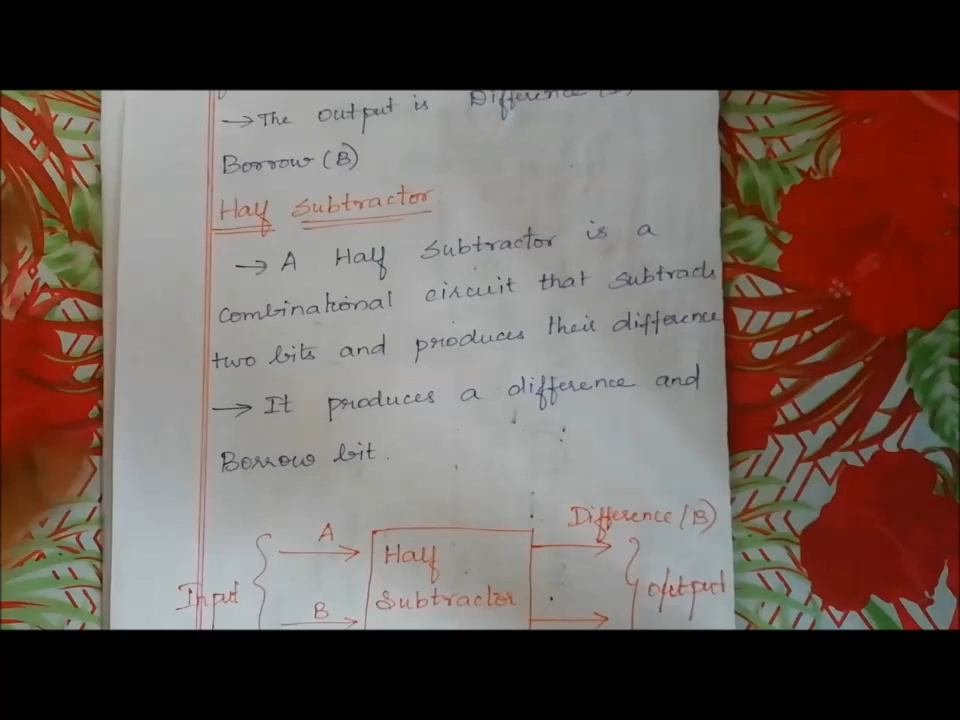 → The output is Difference
Borrow (B)
Half Subtractor
→ A Half Subtractor is a
combinational circuit that subtracts
two bits and produces their difference
→ It produces a difference and
Borrow bit.
Difference (B)
A
Half
Input
Output
B
Subtractor